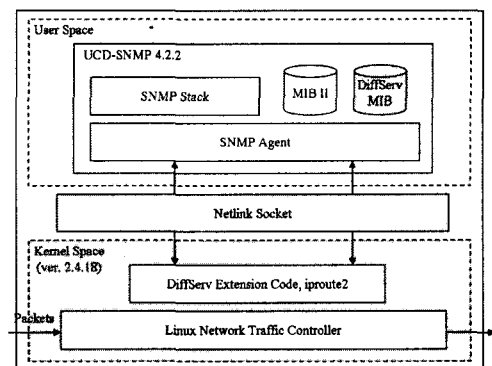 User Space
UCD-SNMP 4.2.2
SNMP Stack
MIB II
DiffServ
MIB
SNMP Agent
Netlink Socket
Kernel Space
(ver. 2.4.18)
DiffServ Extension Code, iproute2
Packets
Linux Network Traffic Controller